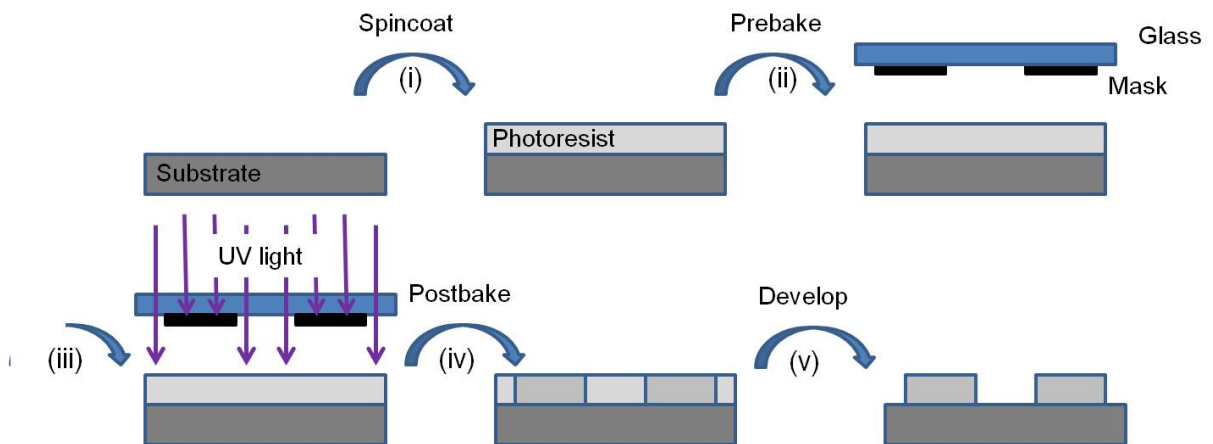 Spincoat
(i)
Prebake
(ii)
Glass
Mask
Photoresist
Substrate
UV light
(iii)
Postbake
(iv)
Develop
(v)